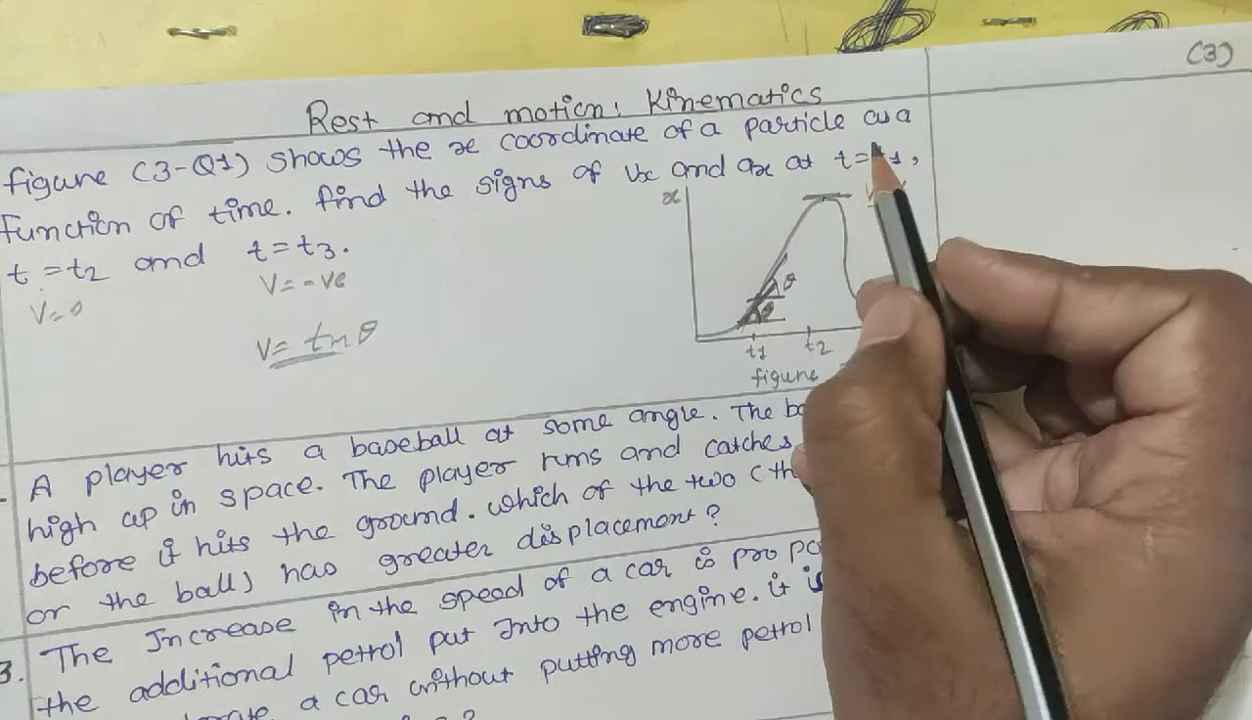 (3)
Rest and motion: Kinematics
figure (3-Q1) shows the x coordinate of a particle as a
function of time. find the signs of vx and ax at t=t1,
t=t2 and t=t3.
V=0
V=-ve
V= tnθ
x
θ
θ
t1 t2
figure
A player hits a baseball at some angle. The
high up in space. The player runs and catches
before it hits the ground. which of the two
or the ball) has greater displacement?
3. The Increase in the speed of a car is
the additional petrol put Into the engine. it
a car without putting more petrol